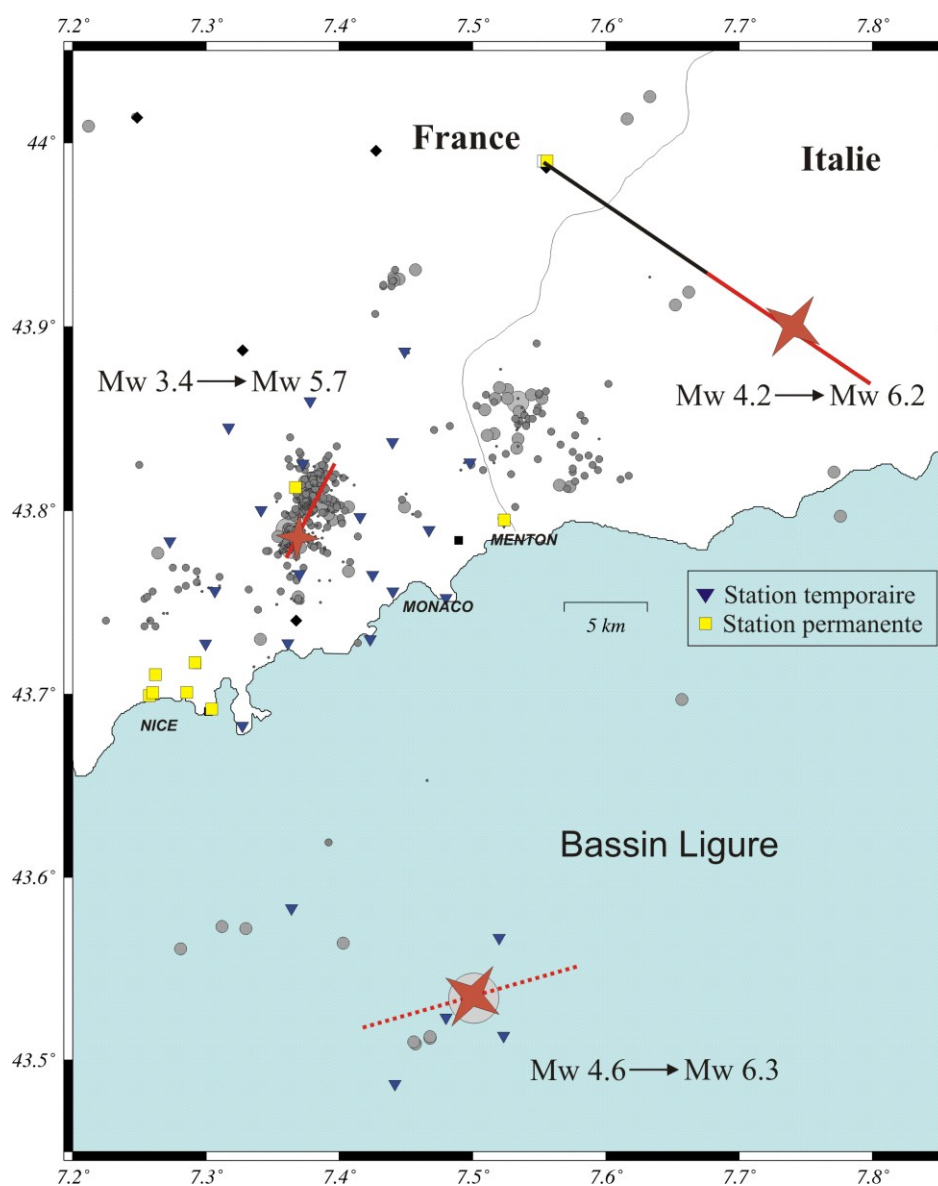 7.2° 7.3° 7.4° 7.5° 7.6° 7.7° 7.8°
44°
France
Italie
43.9°
Mw 3.4 → Mw 5.7
Mw 4.2 → Mw 6.2
43.8°
MENTON
MONACO
5 km
Station temporaire
Station permanente
43.7°
NICE
Bassin Ligure
43.6°
43.5°
Mw 4.6 → Mw 6.3
7.2° 7.3° 7.4° 7.5° 7.6° 7.7° 7.8°